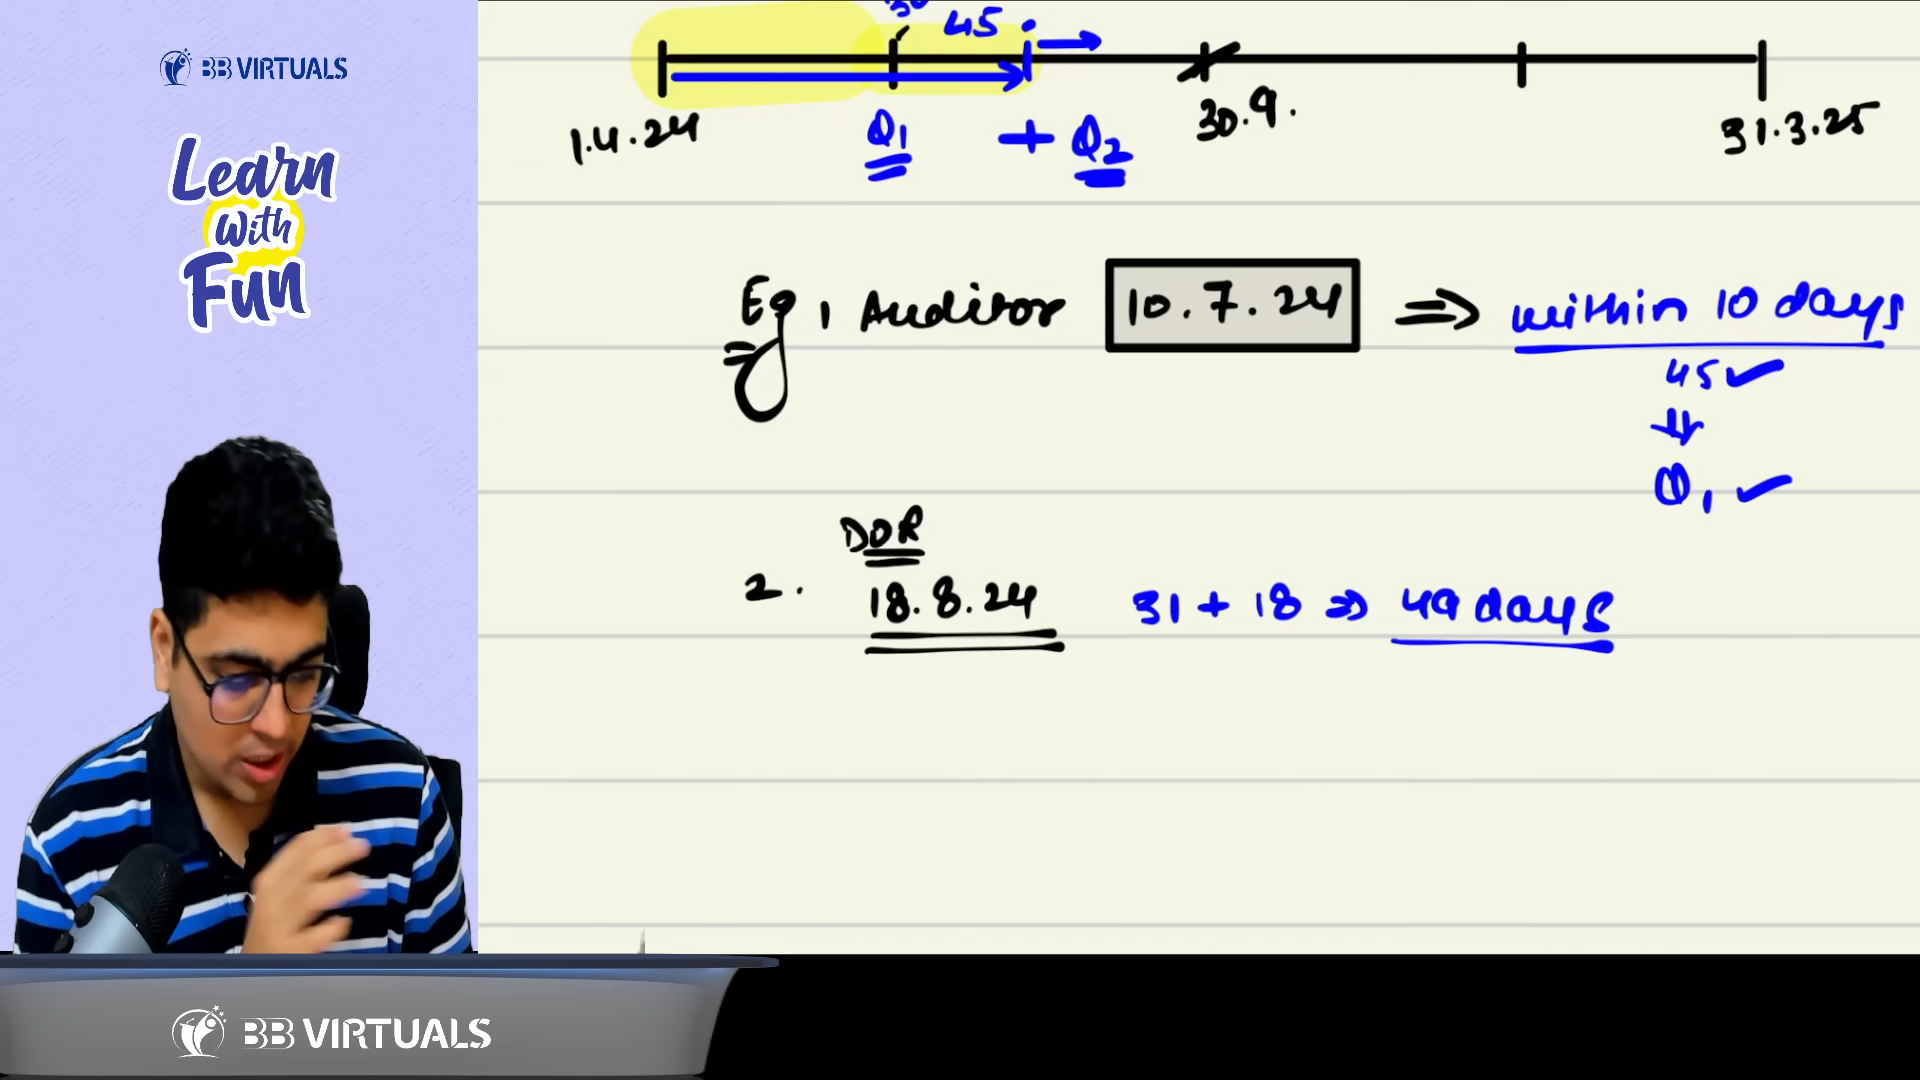 BB VIRTUALS
Learn
With
Fun
45
1.4.24
Q1 + Q2
30.9.
31.3.25
Eg, Auditor 10.7.24 ⇒ within 10 days
45 ✓
⇓
Q1 ✓
DOR
2. 18.8.24 31 + 18 ⇒ 49 days
BB VIRTUALS